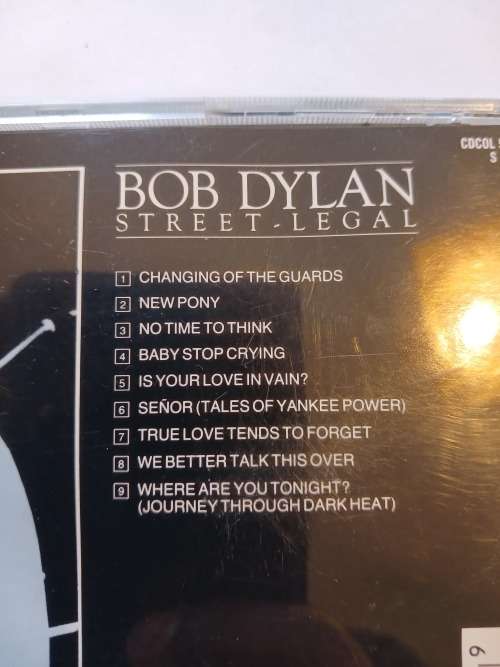 CDCOL
S
BOB DYLAN
STREET-LEGAL
1 CHANGING OF THE GUARDS
2 NEW PONY
3 NO TIME TO THINK
4 BABY STOP CRYING
5 IS YOUR LOVE IN VAIN?
6 SEÑOR (TALES OF YANKEE POWER)
7 TRUE LOVE TENDS TO FORGET
8 WE BETTER TALK THIS OVER
9 WHERE ARE YOU TONIGHT?
(JOURNEY THROUGH DARK HEAT)